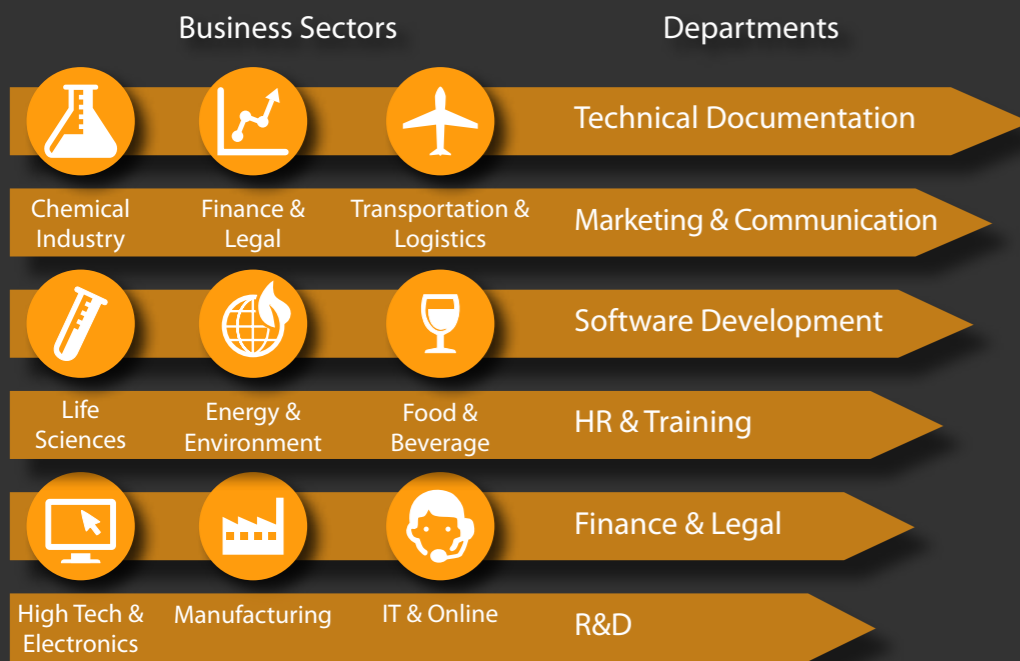 Business Sectors
Departments
Technical Documentation
Chemical
Industry
Finance &
Legal
Transportation &
Logistics
Marketing & Communication
Software Development
Life
Sciences
Energy &
Environment
Food &
Beverage
HR & Training
Finance & Legal
High Tech &
Electronics
Manufacturing
IT & Online
R&D